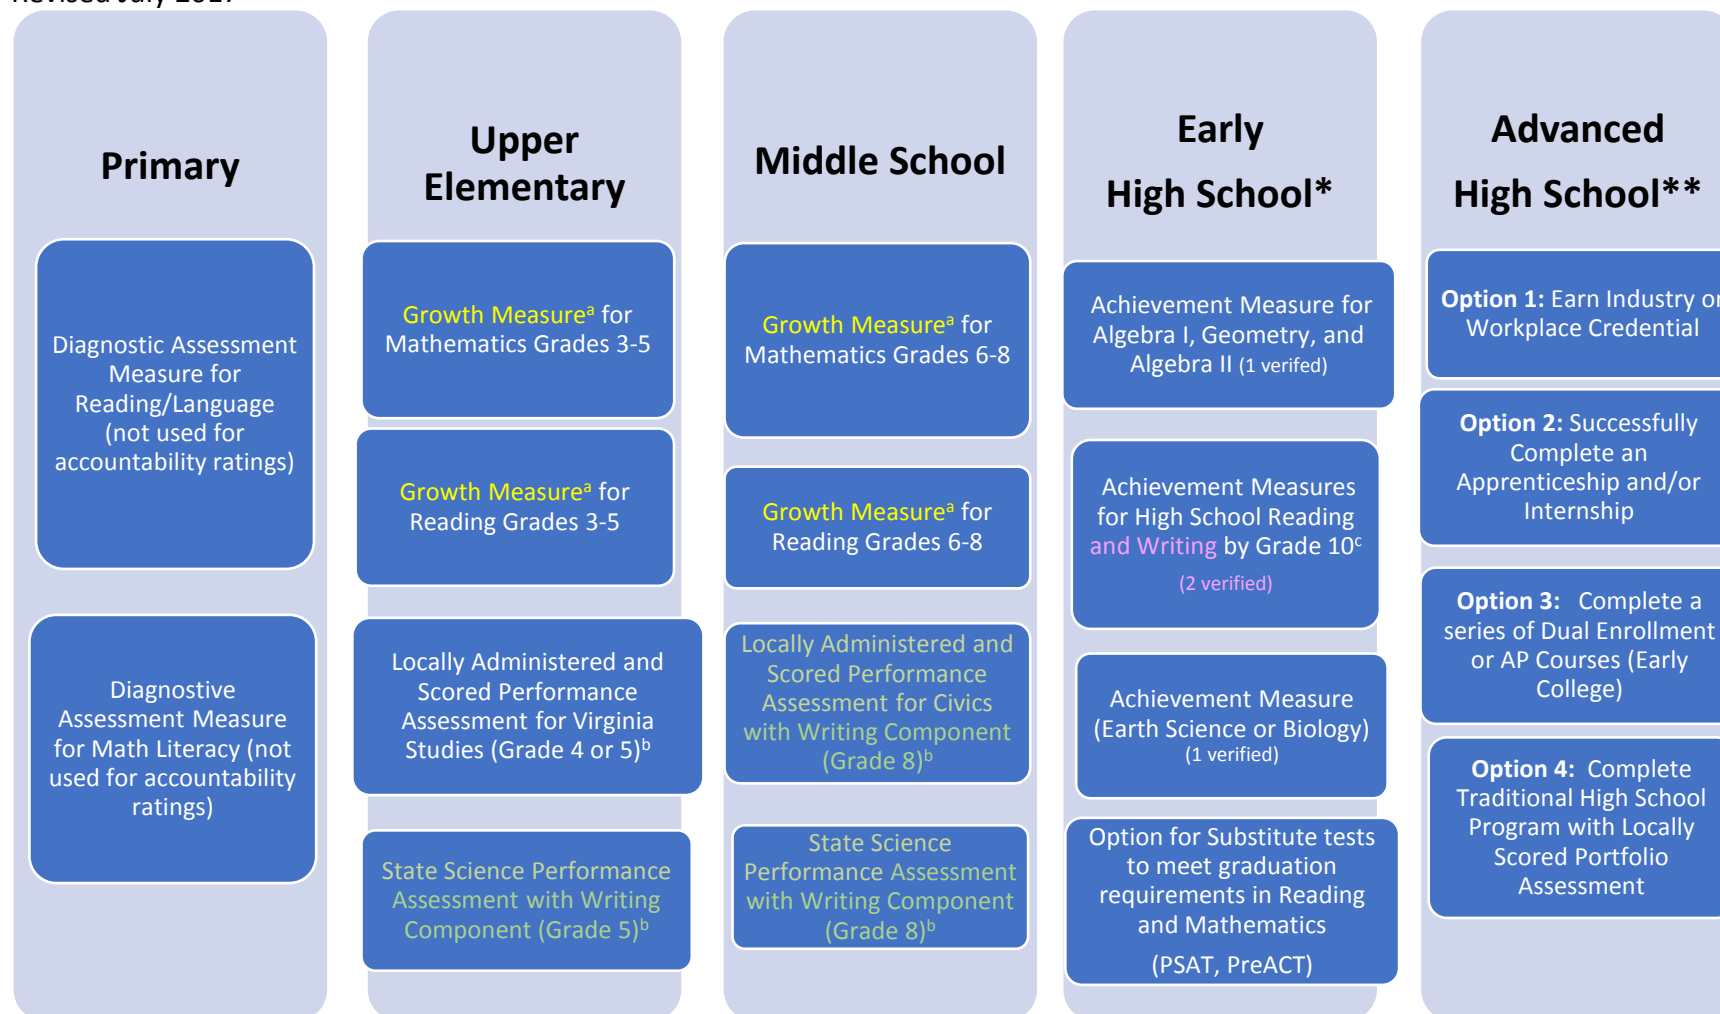 Revised July 2017
Primary
Diagnostic Assessment
Measure for
Reading/Language
(not used for
accountability ratings)
Diagnostive
Assessment Measure
for Math Literacy (not
used for accountability
ratings)
Upper
Elementary
Growth Measureᵃ for
Mathematics Grades 3-5
Growth Measureᵃ for
Reading Grades 3-5
Locally Administered and
Scored Performance
Assessment for Virginia
Studies (Grade 4 or 5)ᵇ
State Science Performance
Assessment with Writing
Component (Grade 5)ᵇ
Middle School
Growth Measureᵃ for
Mathematics Grades 6-8
Growth Measureᵃ for
Reading Grades 6-8
Locally Administered and
Scored Performance
Assessment for Civics
with Writing Component
(Grade 8)ᵇ
State Science
Performance Assessment
with Writing Component
(Grade 8)ᵇ
Early
High School*
Achievement Measure for
Algebra I, Geometry, and
Algebra II (1 verifed)
Achievement Measures
for High School Reading
and Writing by Grade 10ᶜ
(2 verified)
Achievement Measure
(Earth Science or Biology)
(1 verified)
Option for Substitute tests
to meet graduation
requirements in Reading
and Mathematics
(PSAT, PreACT)
Advanced
High School**
Option 1: Earn Industry or
Workplace Credential
Option 2: Successfully
Complete an
Apprenticeship and/or
Internship
Option 3: Complete a
series of Dual Enrollment
or AP Courses (Early
College)
Option 4: Complete
Traditional High School
Program with Locally
Scored Portfolio
Assessment